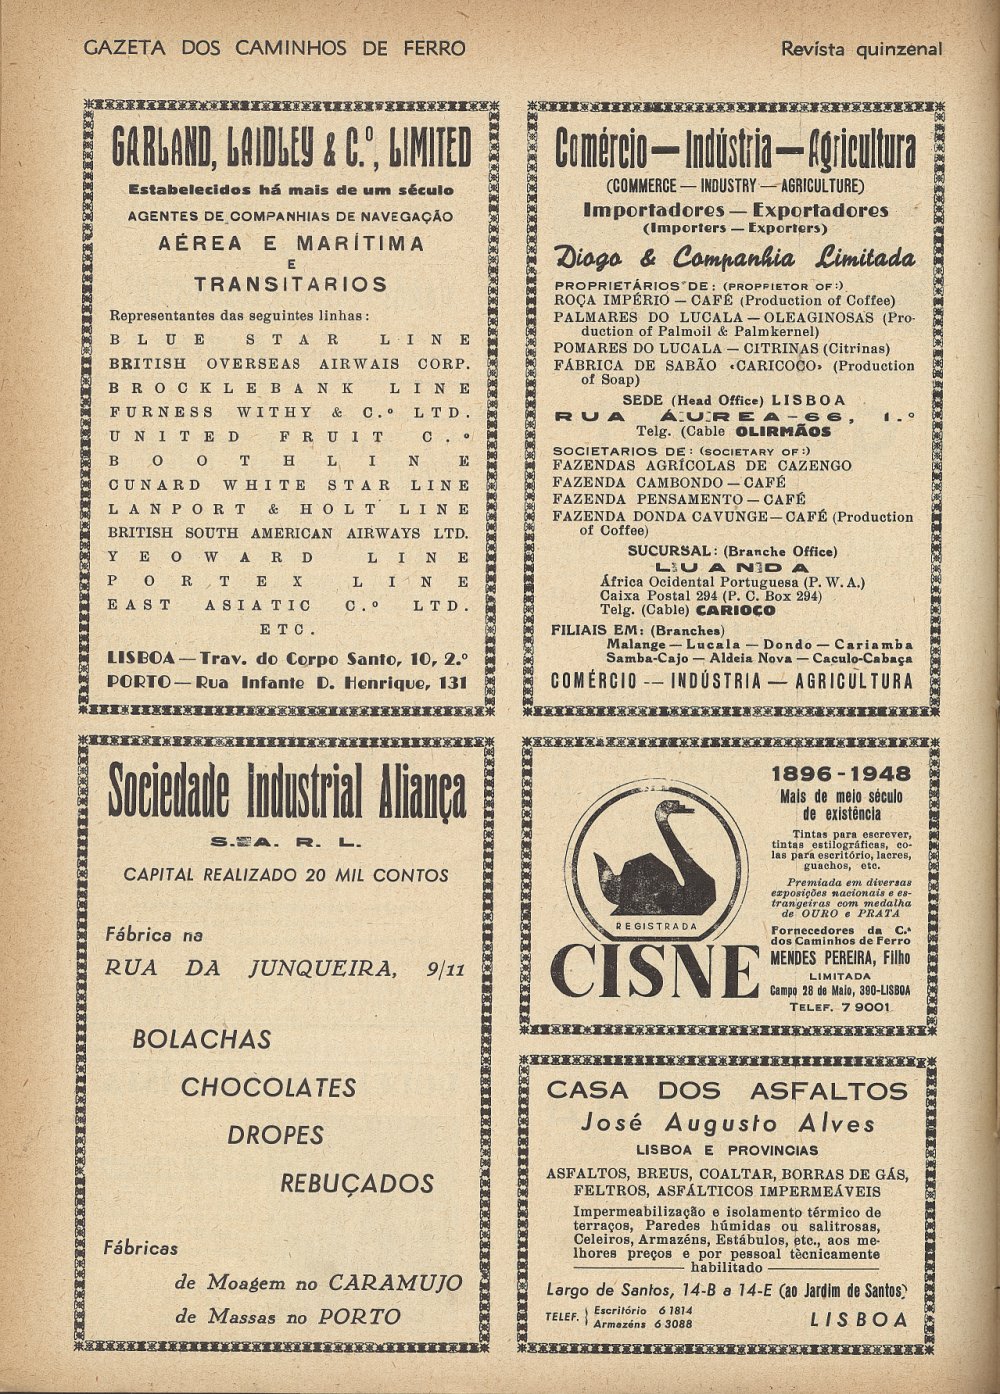 GAZETA DOS CAMINHOS DE FERRO
Revista quinzenal
GARLAND, LAIDLEY & C.º, LIMITED
Estabelecidos há mais de um século
AGENTES DE COMPANHIAS DE NAVEGAÇÃO
AÉREA E MARÍTIMA
E
TRANSITARIOS
Representantes das seguintes linhas:
BLUE STAR LINE
BRITISH OVERSEAS AIRWAIS CORP.
BROCKLEBANK LINE
FURNESS WITHY & C.º LTD.
UNITED FRUIT C.º
BOOTH LINE
CUNARD WHITE STAR LINE
LANPORT & HOLT LINE
BRITISH SOUTH AMERICAN AIRWAYS LTD.
YEOWARD LINE
PORTEX LINE
EAST ASIATIC C.º LTD.
ETC.
LISBOA — Trav. do Corpo Santo, 10, 2.º
PORTO — Rua Infante D. Henrique, 131
Comércio — Indústria — Agricultura
(COMMERCE — INDUSTRY — AGRICULTURE)
Importadores — Exportadores
(Importers — Exporters)
Diogo & Companhia Limitada
PROPRIETÁRIOS DE: (PROPPIETOR OF:)
ROÇA IMPÉRIO — CAFÉ (Production of Coffee)
PALMARES DO LUCALA — OLEAGINOSAS (Pro-
duction of Palmoil & Palmkernel)
POMARES DO LUCALA — CITRINAS (Citrinas)
FÁBRICA DE SABÃO «CARICOCO» (Production
of Soap)
SEDE (Head Office) LISBOA
RUA ÁUREA-66, 1.º
Telg. (Cable OLIRMÃOS
SOCIETARIOS DE: (SOCIETARY OF:)
FAZENDAS AGRÍCOLAS DE CAZENGO
FAZENDA CAMBONDO — CAFÉ
FAZENDA PENSAMENTO — CAFÉ
FAZENDA DONDA CAVUNGE — CAFÉ (Production
of Coffee)
SUCURSAL: (Branche Office)
LUANDA
África Ocidental Portuguesa (P. W. A.)
Caixa Postal 294 (P. C. Box 294)
Telg. (Cable) CARIOCO
FILIAIS EM: (Branches)
Malange — Lucala — Dondo — Cariamba
Samba-Cajo — Aldeia Nova — Caculo-Cabaça
COMÉRCIO -- INDÚSTRIA — AGRICULTURA
Sociedade Industrial Aliança
S. A. R. L.
CAPITAL REALIZADO 20 MIL CONTOS
Fábrica na
RUA DA JUNQUEIRA, 9/11
BOLACHAS
CHOCOLATES
DROPES
REBUÇADOS
Fábricas
de Moagem no CARAMUJO
de Massas no PORTO
REGISTRADA
CISNE
1896-1948
Mais de meio século
de existência
Tintas para escrever,
tintas estilográficas, co-
las para escritório, lacres,
guachos, etc.
Premiada em diversas
exposições nacionais e es-
trangeiras com medalha
de OURO e PRATA
Fornecedores da C.ª
dos Caminhos de Ferro
MENDES PEREIRA, Filho
LIMITADA
Campo 28 de Maio, 390-LISBOA
TELEF. 7 9001
CASA DOS ASFALTOS
José Augusto Alves
LISBOA E PROVINCIAS
ASFALTOS, BREUS, COALTAR, BORRAS DE GÁS,
FELTROS, ASFÁLTICOS IMPERMEÁVEIS
Impermeabilização e isolamento térmico de
terraços, Paredes húmidas ou salitrosas,
Celeiros, Armazéns, Estábulos, etc., aos me-
lhores preços e por pessoal tècnicamente
habilitado
Largo de Santos, 14-B a 14-E (ao Jardim de Santos)
TELEF. { Escritório 6 1814
Armazéns 6 3088
LISBOA